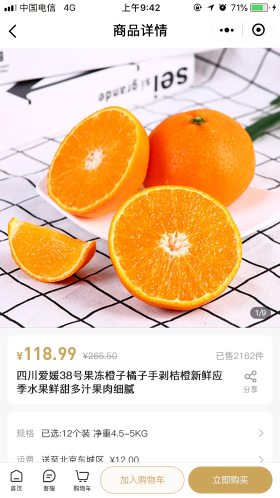 中国电信 4G 上午9:42 71%
商品详情
sel
si grande
1/9
¥118.99 ¥265.50 已售2162件
四川爱媛38号果冻橙子橘子手剥桔橙新鲜应
季水果鲜甜多汁果肉细腻
分享
规格 已选:12个装 净重4.5-5KG
运费 送至北京东城区 ¥12.00
首页 客服 购物车 加入购物车 立即购买